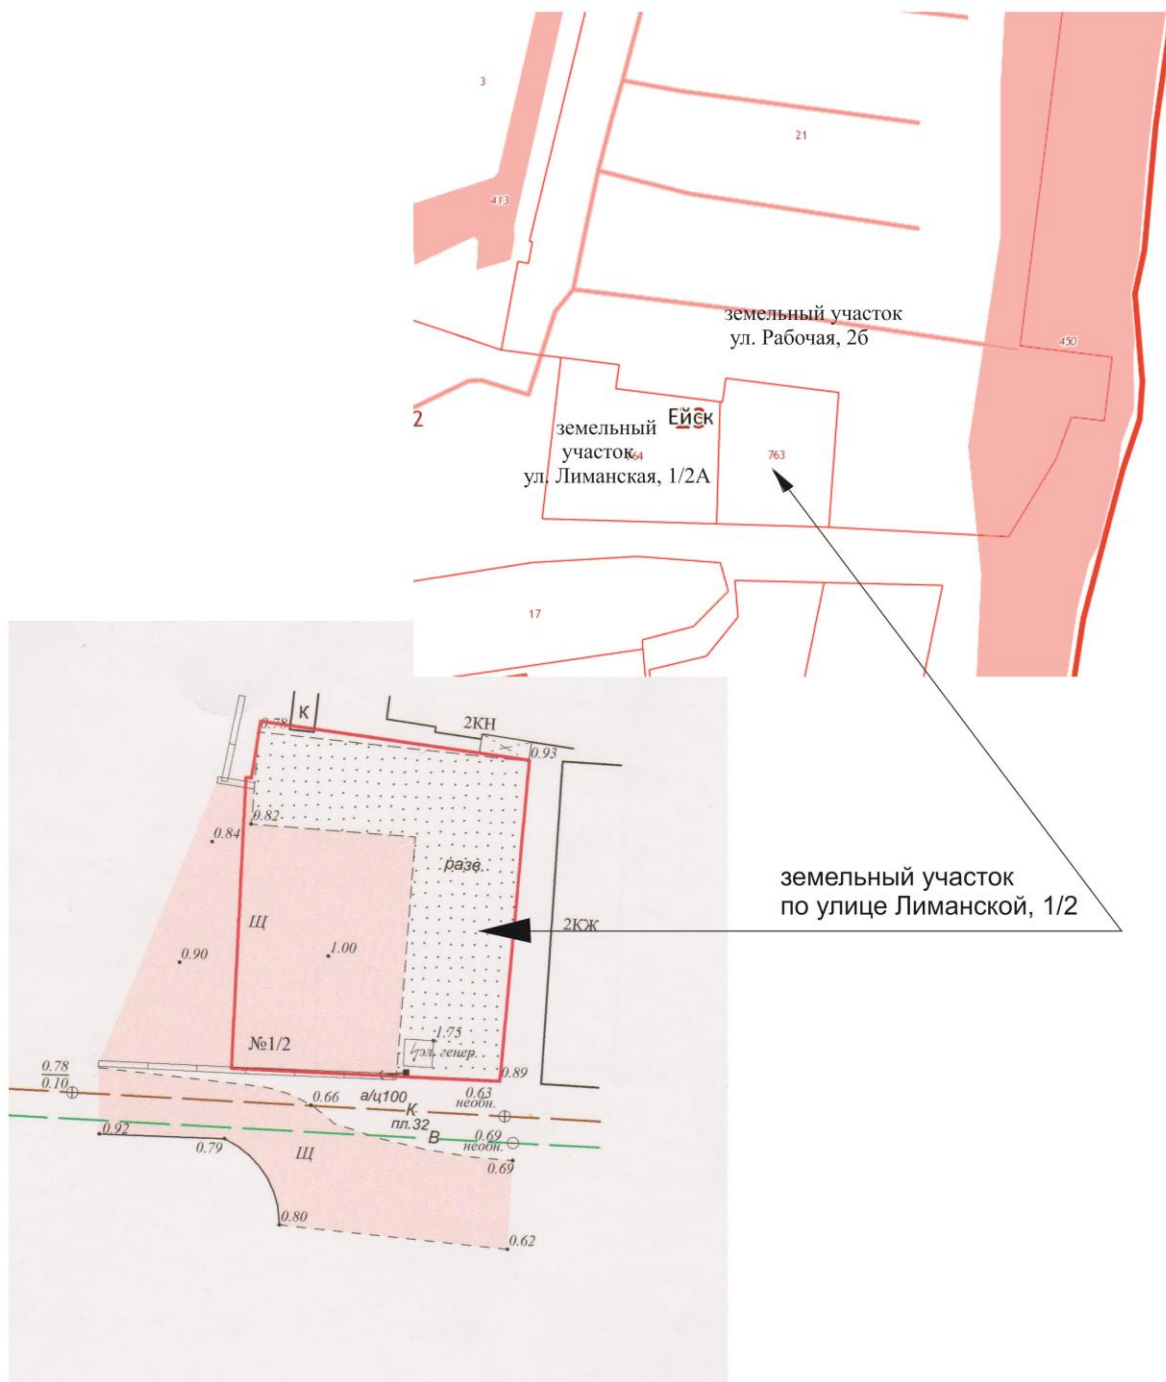 3
21
413
земельный участок
ул. Рабочая, 2б
450
2
Ейск
земельный
участок
764
763
ул. Лиманская, 1/2А
17
К
2КН
0.78
0.93
0.82
0.84
разв.
земельный участок
по улице Лиманской, 1/2
Щ
2КЖ
1.00
0.90
№1/2
1.75
эл. генер.
0.89
0.78
0.10
0.63
необн.
а/ц100
0.66
К
пл.32
В
0.92
0.69
необн.
0.79
Щ
0.69
0.80
0.62